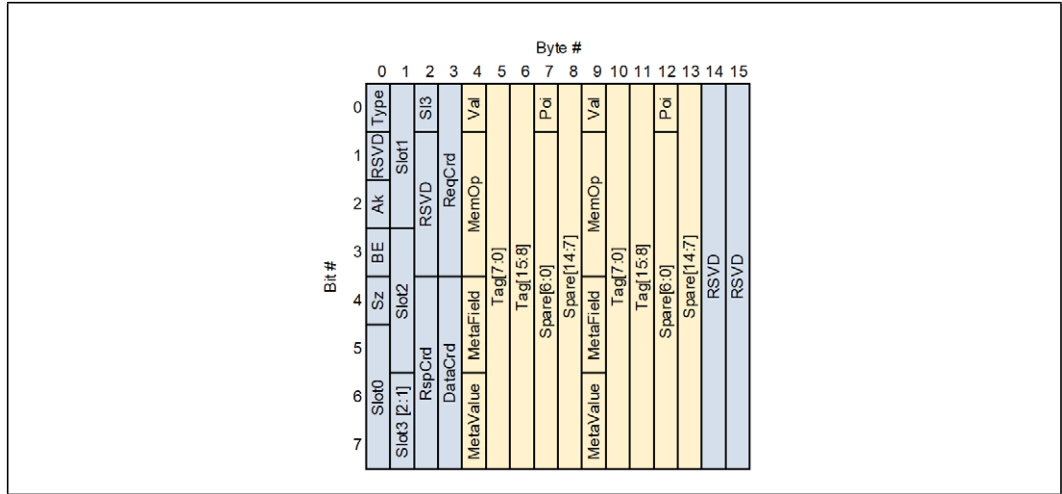 Byte #
0 1 2 3 4 5 6 7 8 9 10 11 12 13 14 15
Bit #
0
1
2
3
4
5
6
7
Type
RSVD
Ak
BE
Sz
Slot0
Slot1
Slot2
Slot3 [2:1]
Sl3
RSVD
RspCrd
ReqCrd
DataCrd
Val
MemOp
MetaField
MetaValue
Tag[7:0]
Tag[15:8]
Poi
Spare[6:0]
Spare[14:7]
Val
MemOp
MetaField
MetaValue
Tag[7:0]
Tag[15:8]
Poi
Spare[6:0]
Spare[14:7]
RSVD
RSVD